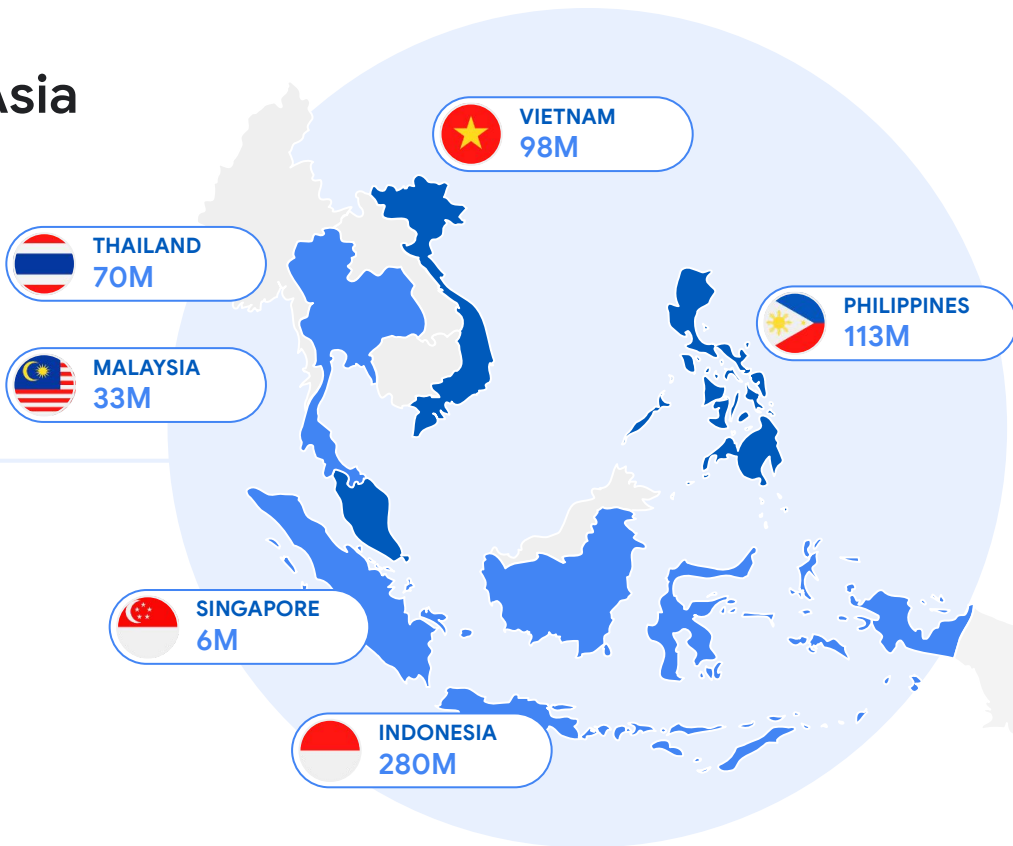 Asia
VIETNAM
98M
THAILAND
70M
PHILIPPINES
113M
MALAYSIA
33M
SINGAPORE
6M
INDONESIA
280M